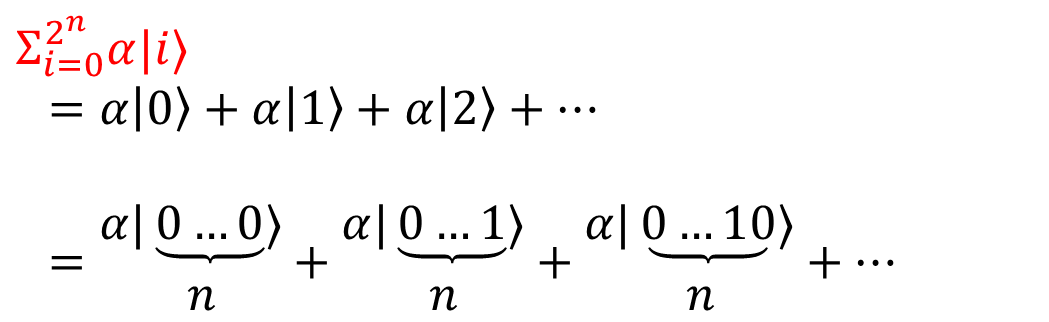 Σ_{i=0}^{2^n} α|i⟩
= α|0⟩ + α|1⟩ + α|2⟩ + ⋯
= α| 0 … 0⟩ + α| 0 … 1⟩ + α| 0 … 10⟩ + ⋯
n n n